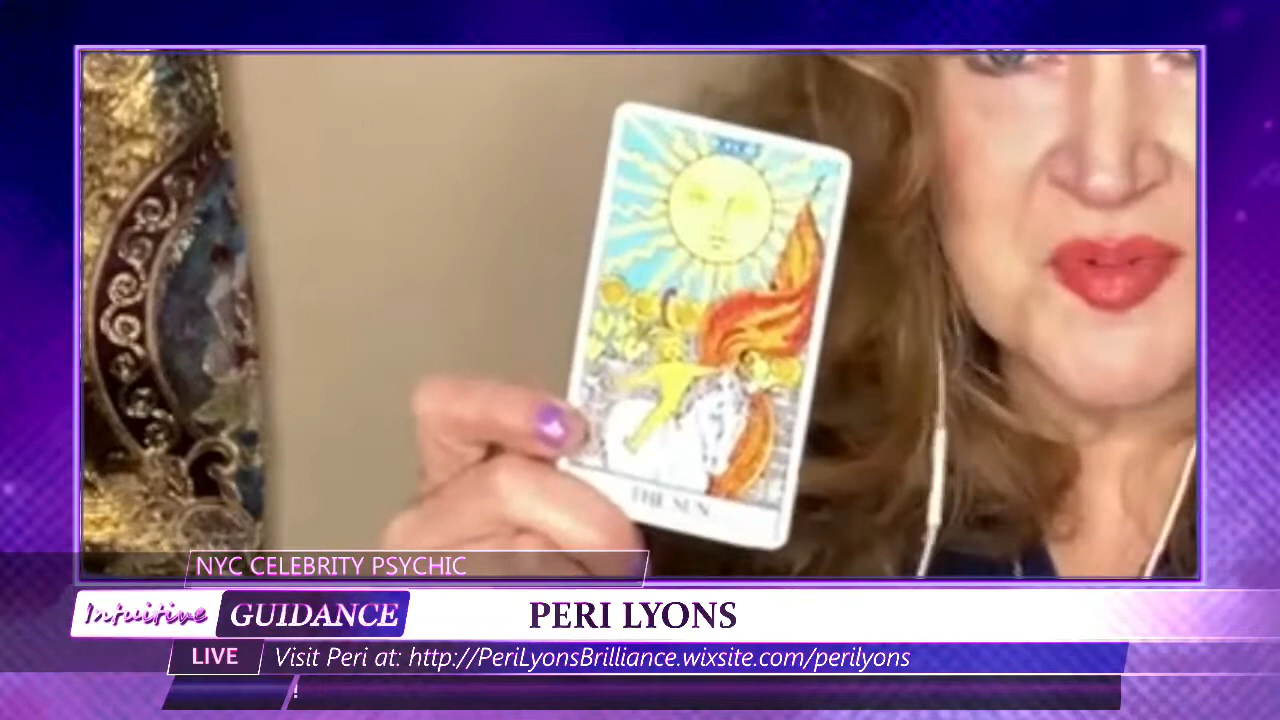 THE SUN
NYC CELEBRITY PSYCHIC
Intuitive GUIDANCE
PERI LYONS
LIVE
Visit Peri at: http://PeriLyonsBrilliance.wixsite.com/perilyons
!